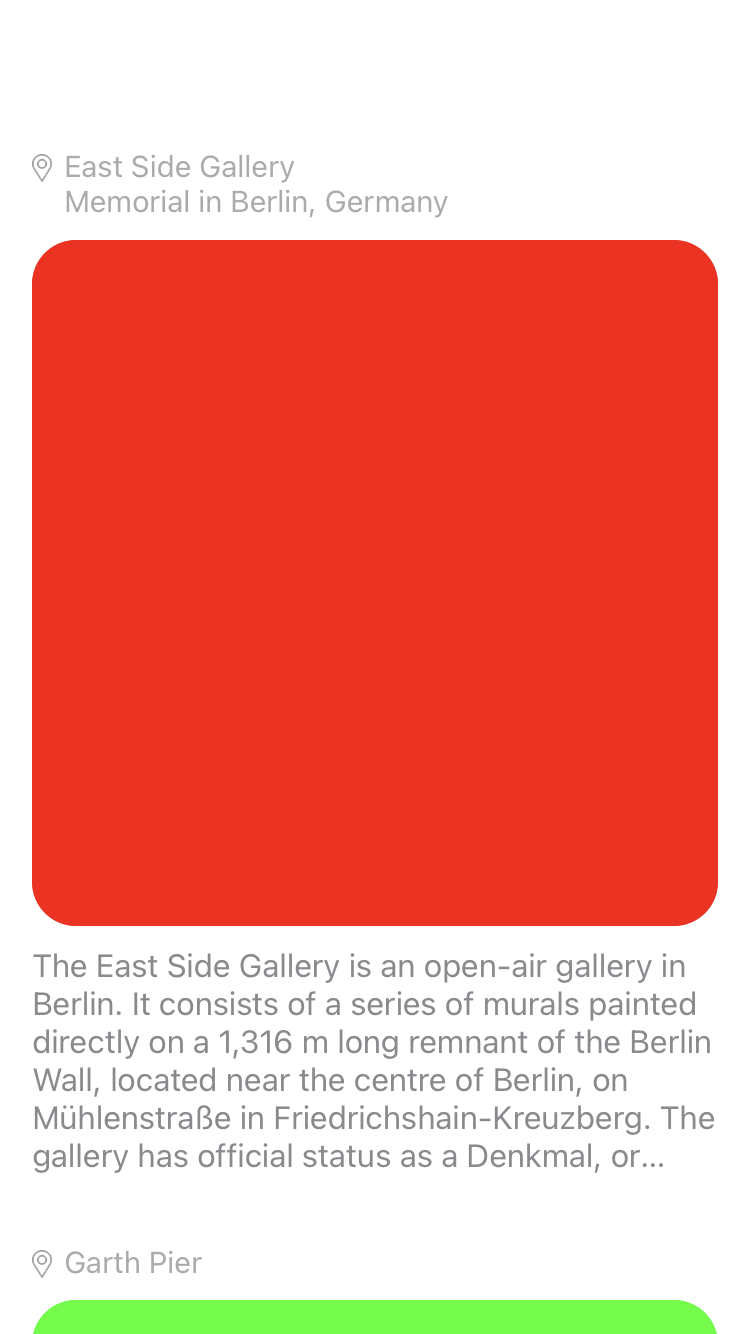 East Side Gallery
Memorial in Berlin, Germany
The East Side Gallery is an open-air gallery in
Berlin. It consists of a series of murals painted
directly on a 1,316 m long remnant of the Berlin
Wall, located near the centre of Berlin, on
Mühlenstraße in Friedrichshain-Kreuzberg. The
gallery has official status as a Denkmal, or...
Garth Pier